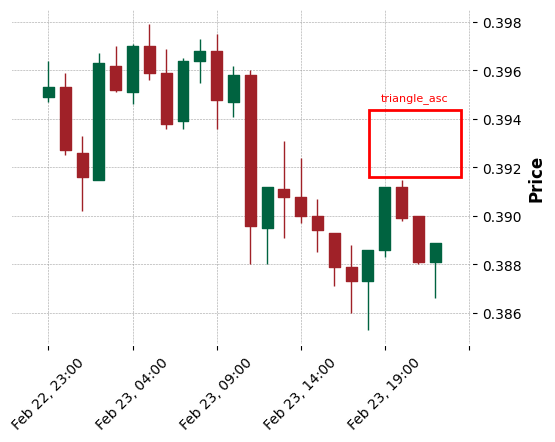 0.398
0.396
triangle_asc
0.394
0.392
0.390
0.388
0.386
Price
Feb 22, 23:00
Feb 23, 04:00
Feb 23, 09:00
Feb 23, 14:00
Feb 23, 19:00